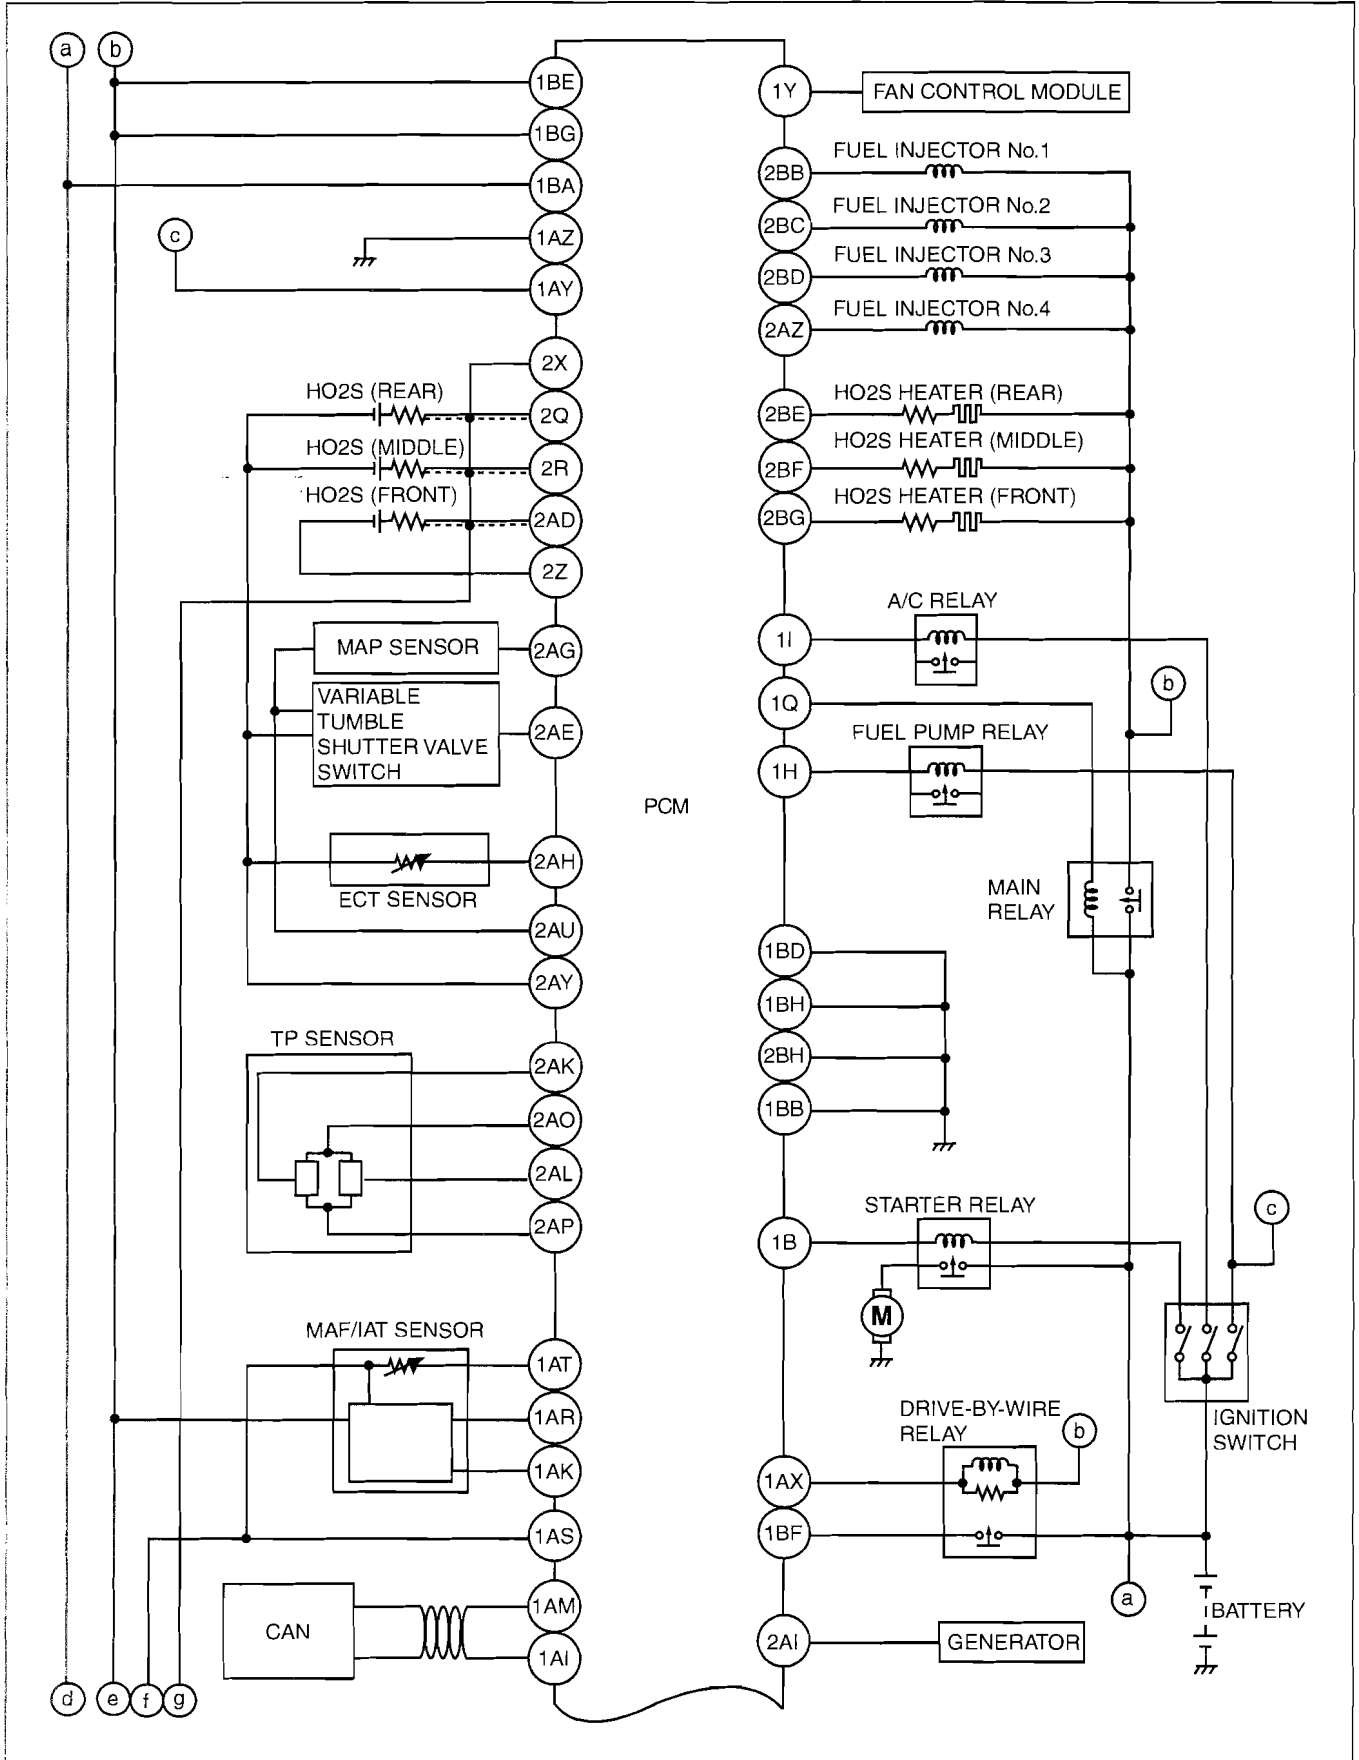 a
b
1BE
1BG
1BA
1AZ
c
1AY
2X
HO2S (REAR)
2Q
HO2S (MIDDLE)
2R
HO2S (FRONT)
2AD
2Z
MAP SENSOR
2AG
VARIABLE
TUMBLE
SHUTTER VALVE
SWITCH
2AE
2AH
ECT SENSOR
2AU
2AY
TP SENSOR
2AK
2AO
2AL
2AP
MAF/IAT SENSOR
1AT
1AR
1AK
1AS
CAN
1AM
1AI
d
e
f
g
PCM
1Y
FAN CONTROL MODULE
FUEL INJECTOR No.1
2BB
FUEL INJECTOR No.2
2BC
FUEL INJECTOR No.3
2BD
FUEL INJECTOR No.4
2AZ
HO2S HEATER (REAR)
2BE
HO2S HEATER (MIDDLE)
2BF
HO2S HEATER (FRONT)
2BG
A/C RELAY
1I
b
1Q
FUEL PUMP RELAY
1H
MAIN
RELAY
1BD
1BH
2BH
1BB
STARTER RELAY
c
1B
M
IGNITION
SWITCH
DRIVE-BY-WIRE
RELAY
b
1AX
1BF
a
BATTERY
2AI
GENERATOR